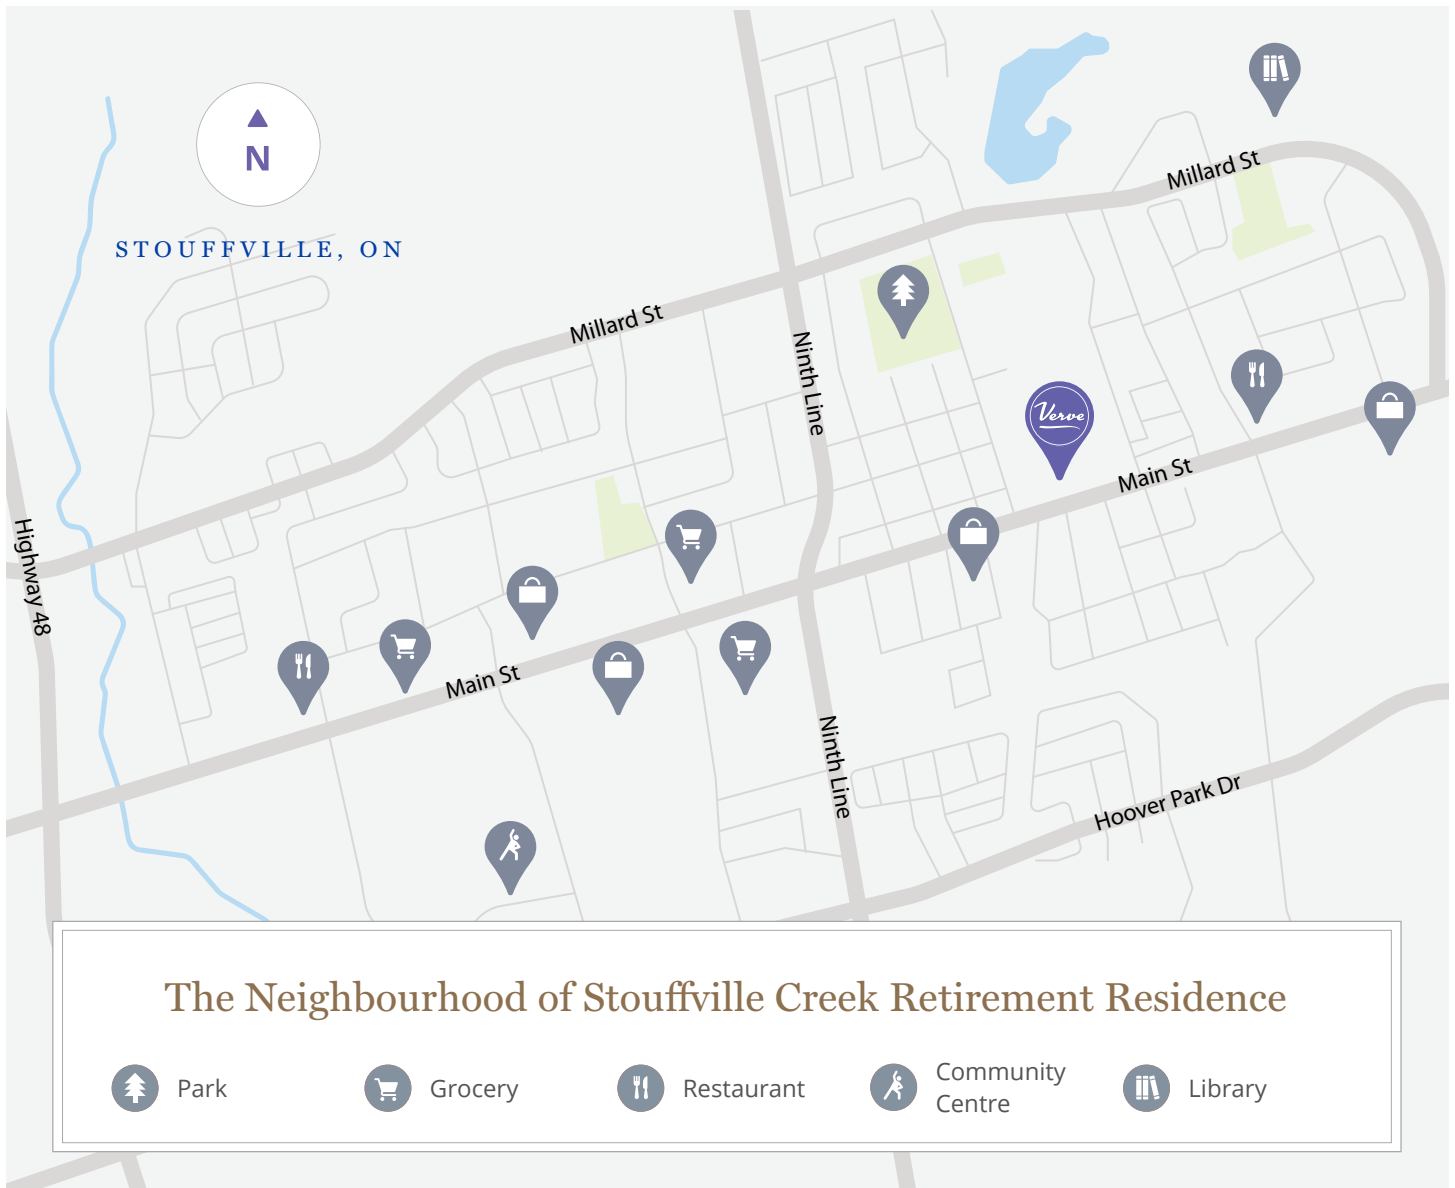 N
STOUFFVILLE, ON
Millard St
Millard St
Ninth Line
Verve
Main St
Highway 48
Main St
Ninth Line
Hoover Park Dr
The Neighbourhood of Stouffville Creek Retirement Residence
Park
Grocery
Restaurant
Community
Centre
Library